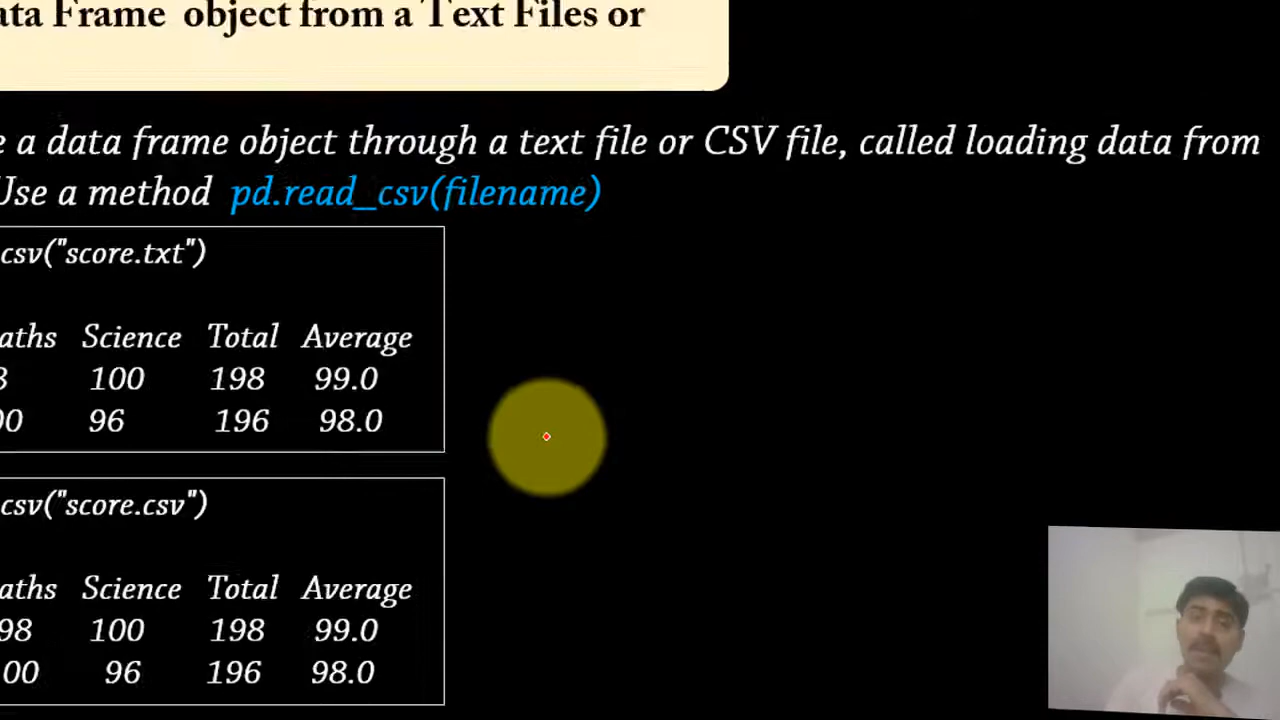 ata Frame object from a Text Files or
e a data frame object through a text file or CSV file, called loading data from
Use a method pd.read_csv(filename)
csv("score.txt")
aths Science Total Average
8 100 198 99.0
00 96 196 98.0
csv("score.csv")
aths Science Total Average
98 100 198 99.0
00 96 196 98.0